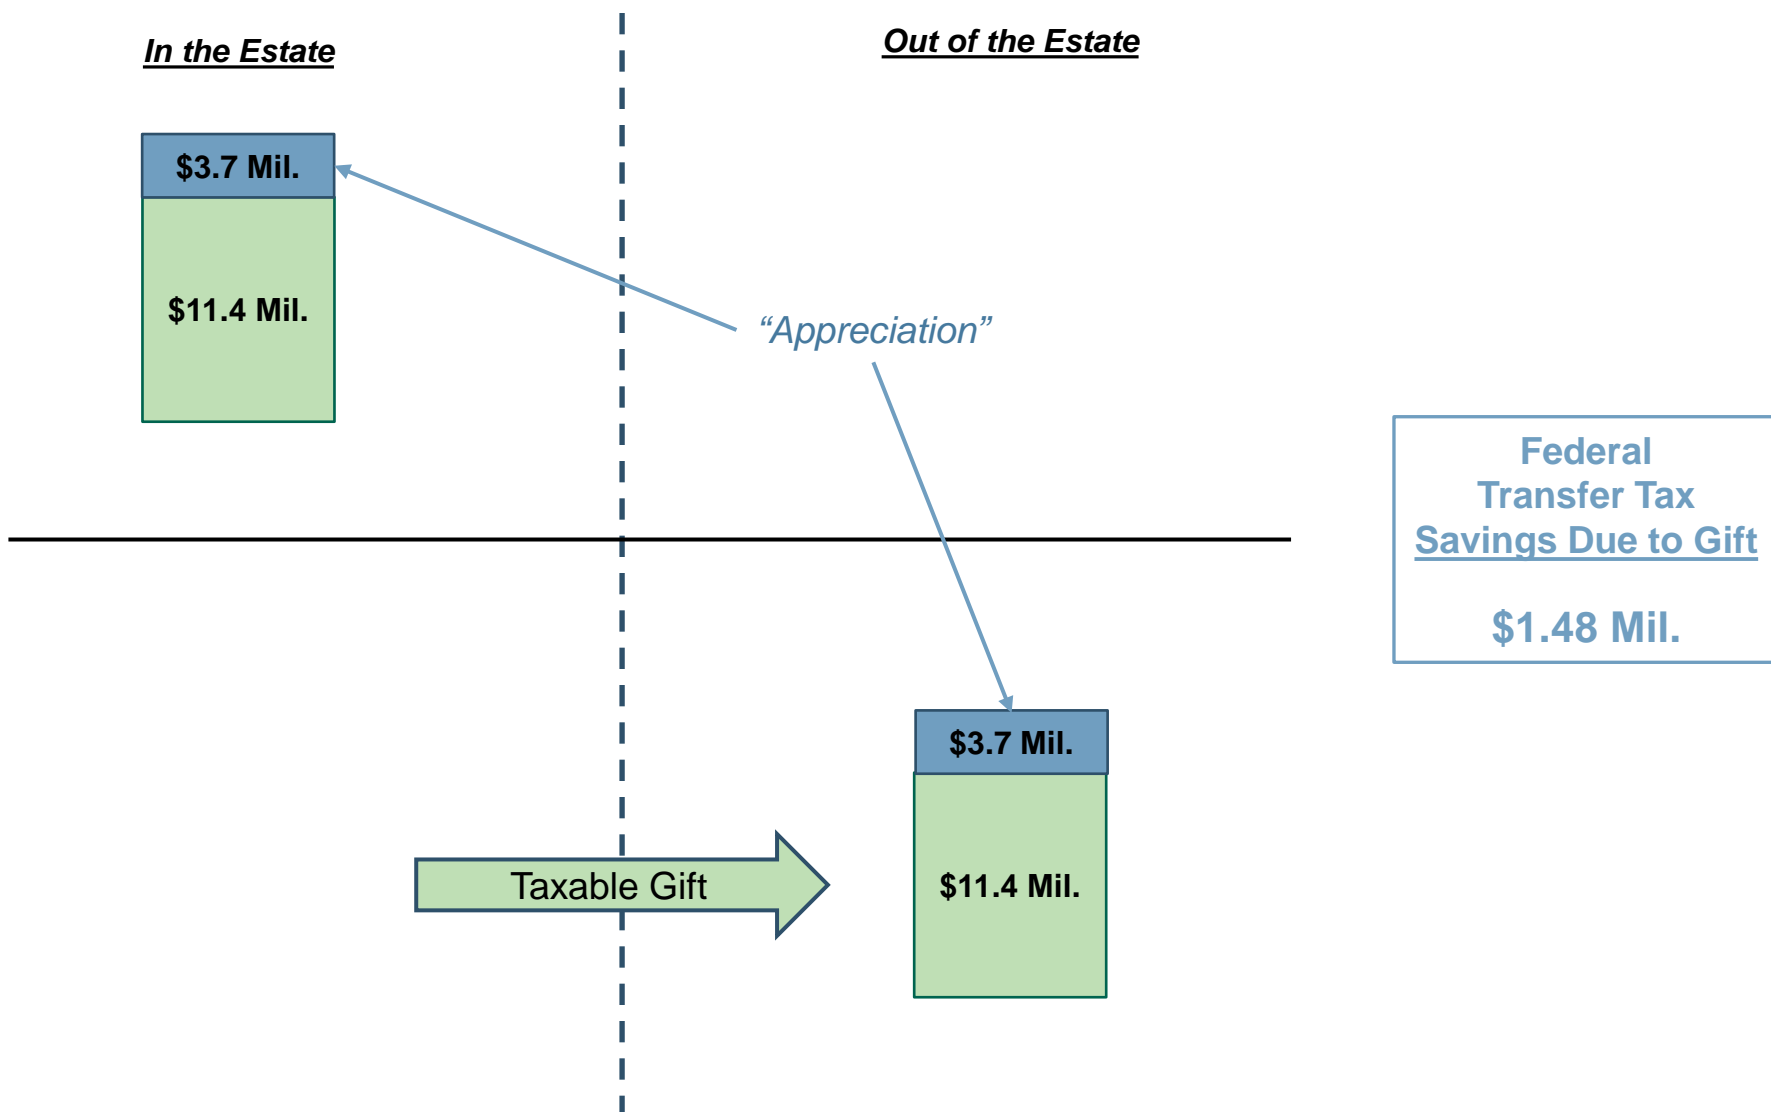 In the Estate
Out of the Estate
$3.7 Mil.
$11.4 Mil.
“Appreciation”
Federal
Transfer Tax
Savings Due to Gift
$1.48 Mil.
$3.7 Mil.
Taxable Gift
$11.4 Mil.